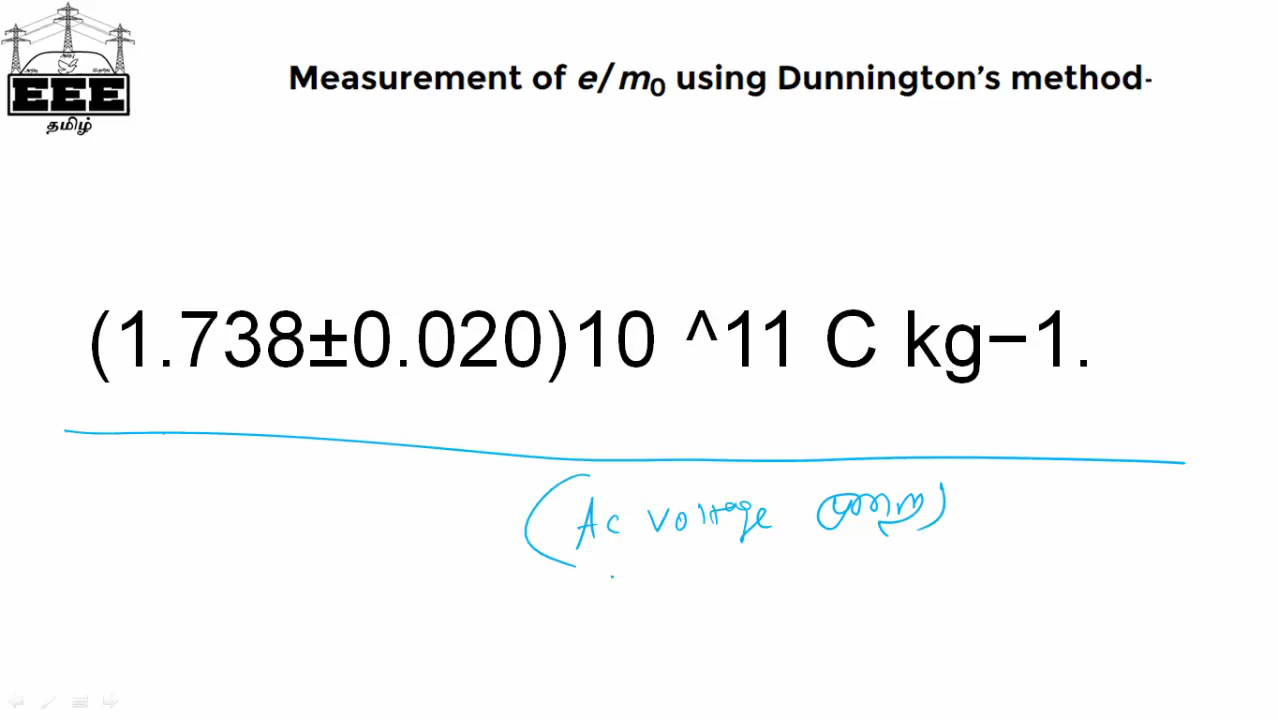 EEE
தமிழ்
Measurement of e/m₀ using Dunnington's method-
(1.738±0.020)10 ^11 C kg−1.
(Ac voltage